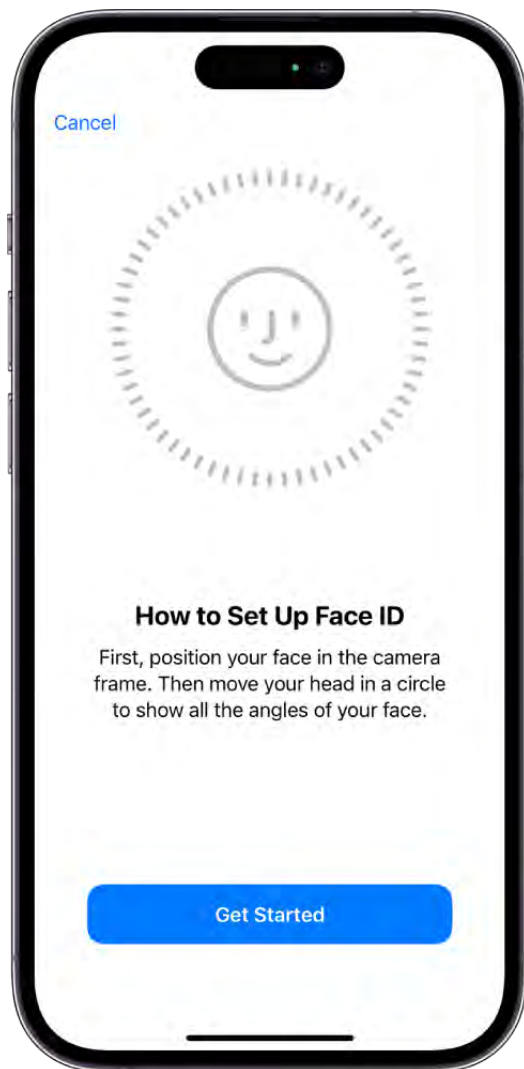 Cancel
How to Set Up Face ID
First, position your face in the camera
frame. Then move your head in a circle
to show all the angles of your face.
Get Started